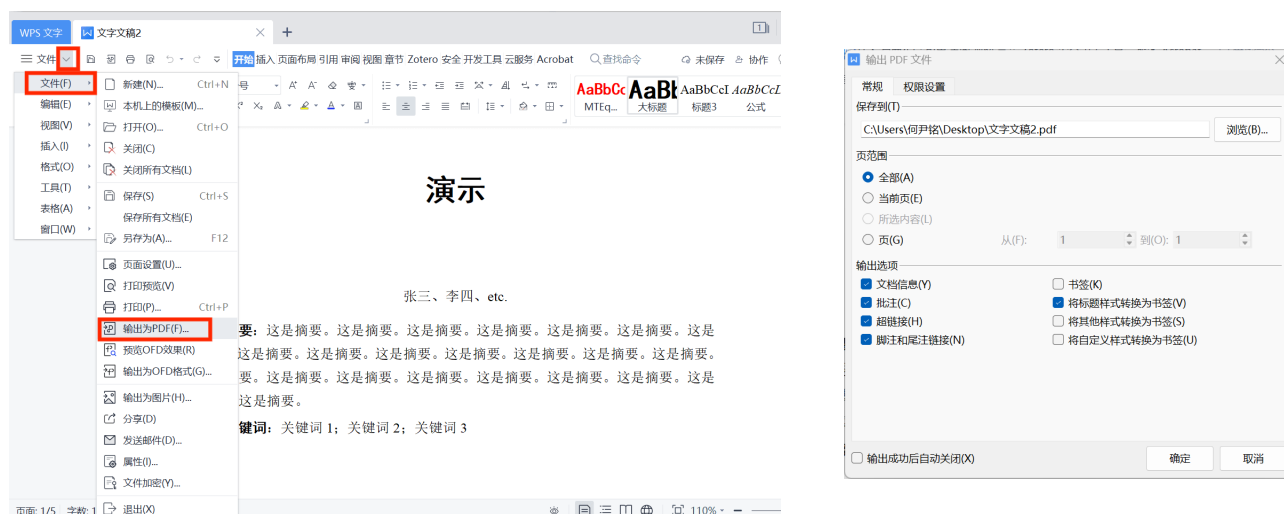 WPS 文字 文字文稿2
文件 开始 插入 页面布局 引用 审阅 视图 章节 Zotero 安全 开发工具 云服务 Acrobat 查找命令 未保存 协作
文件(F)
编辑(E)
视图(V)
插入(I)
格式(O)
工具(T)
表格(A)
窗口(W)
新建(N)... Ctrl+N
本机上的模板(M)...
打开(O)... Ctrl+O
关闭(C)
关闭所有文档(L)
保存(S) Ctrl+S
保存所有文档(E)
另存为(A)... F12
页面设置(U)...
打印预览(V)
打印(P)... Ctrl+P
输出为PDF(F)...
预览OFD效果(R)
输出为OFD格式(G)...
输出为图片(H)...
分享(D)
发送邮件(D)...
属性(I)...
文件加密(Y)...
退出(X)
号
AaBbCc AaBb AaBbCcI AaBbCcI
MTEq... 大标题 标题3 公式
演示
张三、李四、etc.
要：这是摘要。这是摘要。这是摘要。这是摘要。这是摘要。这是摘要。这是
这是摘要。这是摘要。这是摘要。这是摘要。这是摘要。这是摘要。这是摘要。
要。这是摘要。这是摘要。这是摘要。这是摘要。这是摘要。这是摘要。这是
这是摘要。
键词：关键词 1；关键词 2；关键词 3
页面: 1/5 字数: 1 110%
输出 PDF 文件
常规 权限设置
保存到(T)
C:\Users\何尹铭\Desktop\文字文稿2.pdf 浏览(B)...
页范围
全部(A)
当前页(E)
所选内容(L)
页(G) 从(F): 1 到(O): 1
输出选项
文档信息(Y) 书签(K)
批注(C) 将标题样式转换为书签(V)
超链接(H) 将其他样式转换为书签(S)
脚注和尾注链接(N) 将自定义样式转换为书签(U)
输出成功后自动关闭(X) 确定 取消